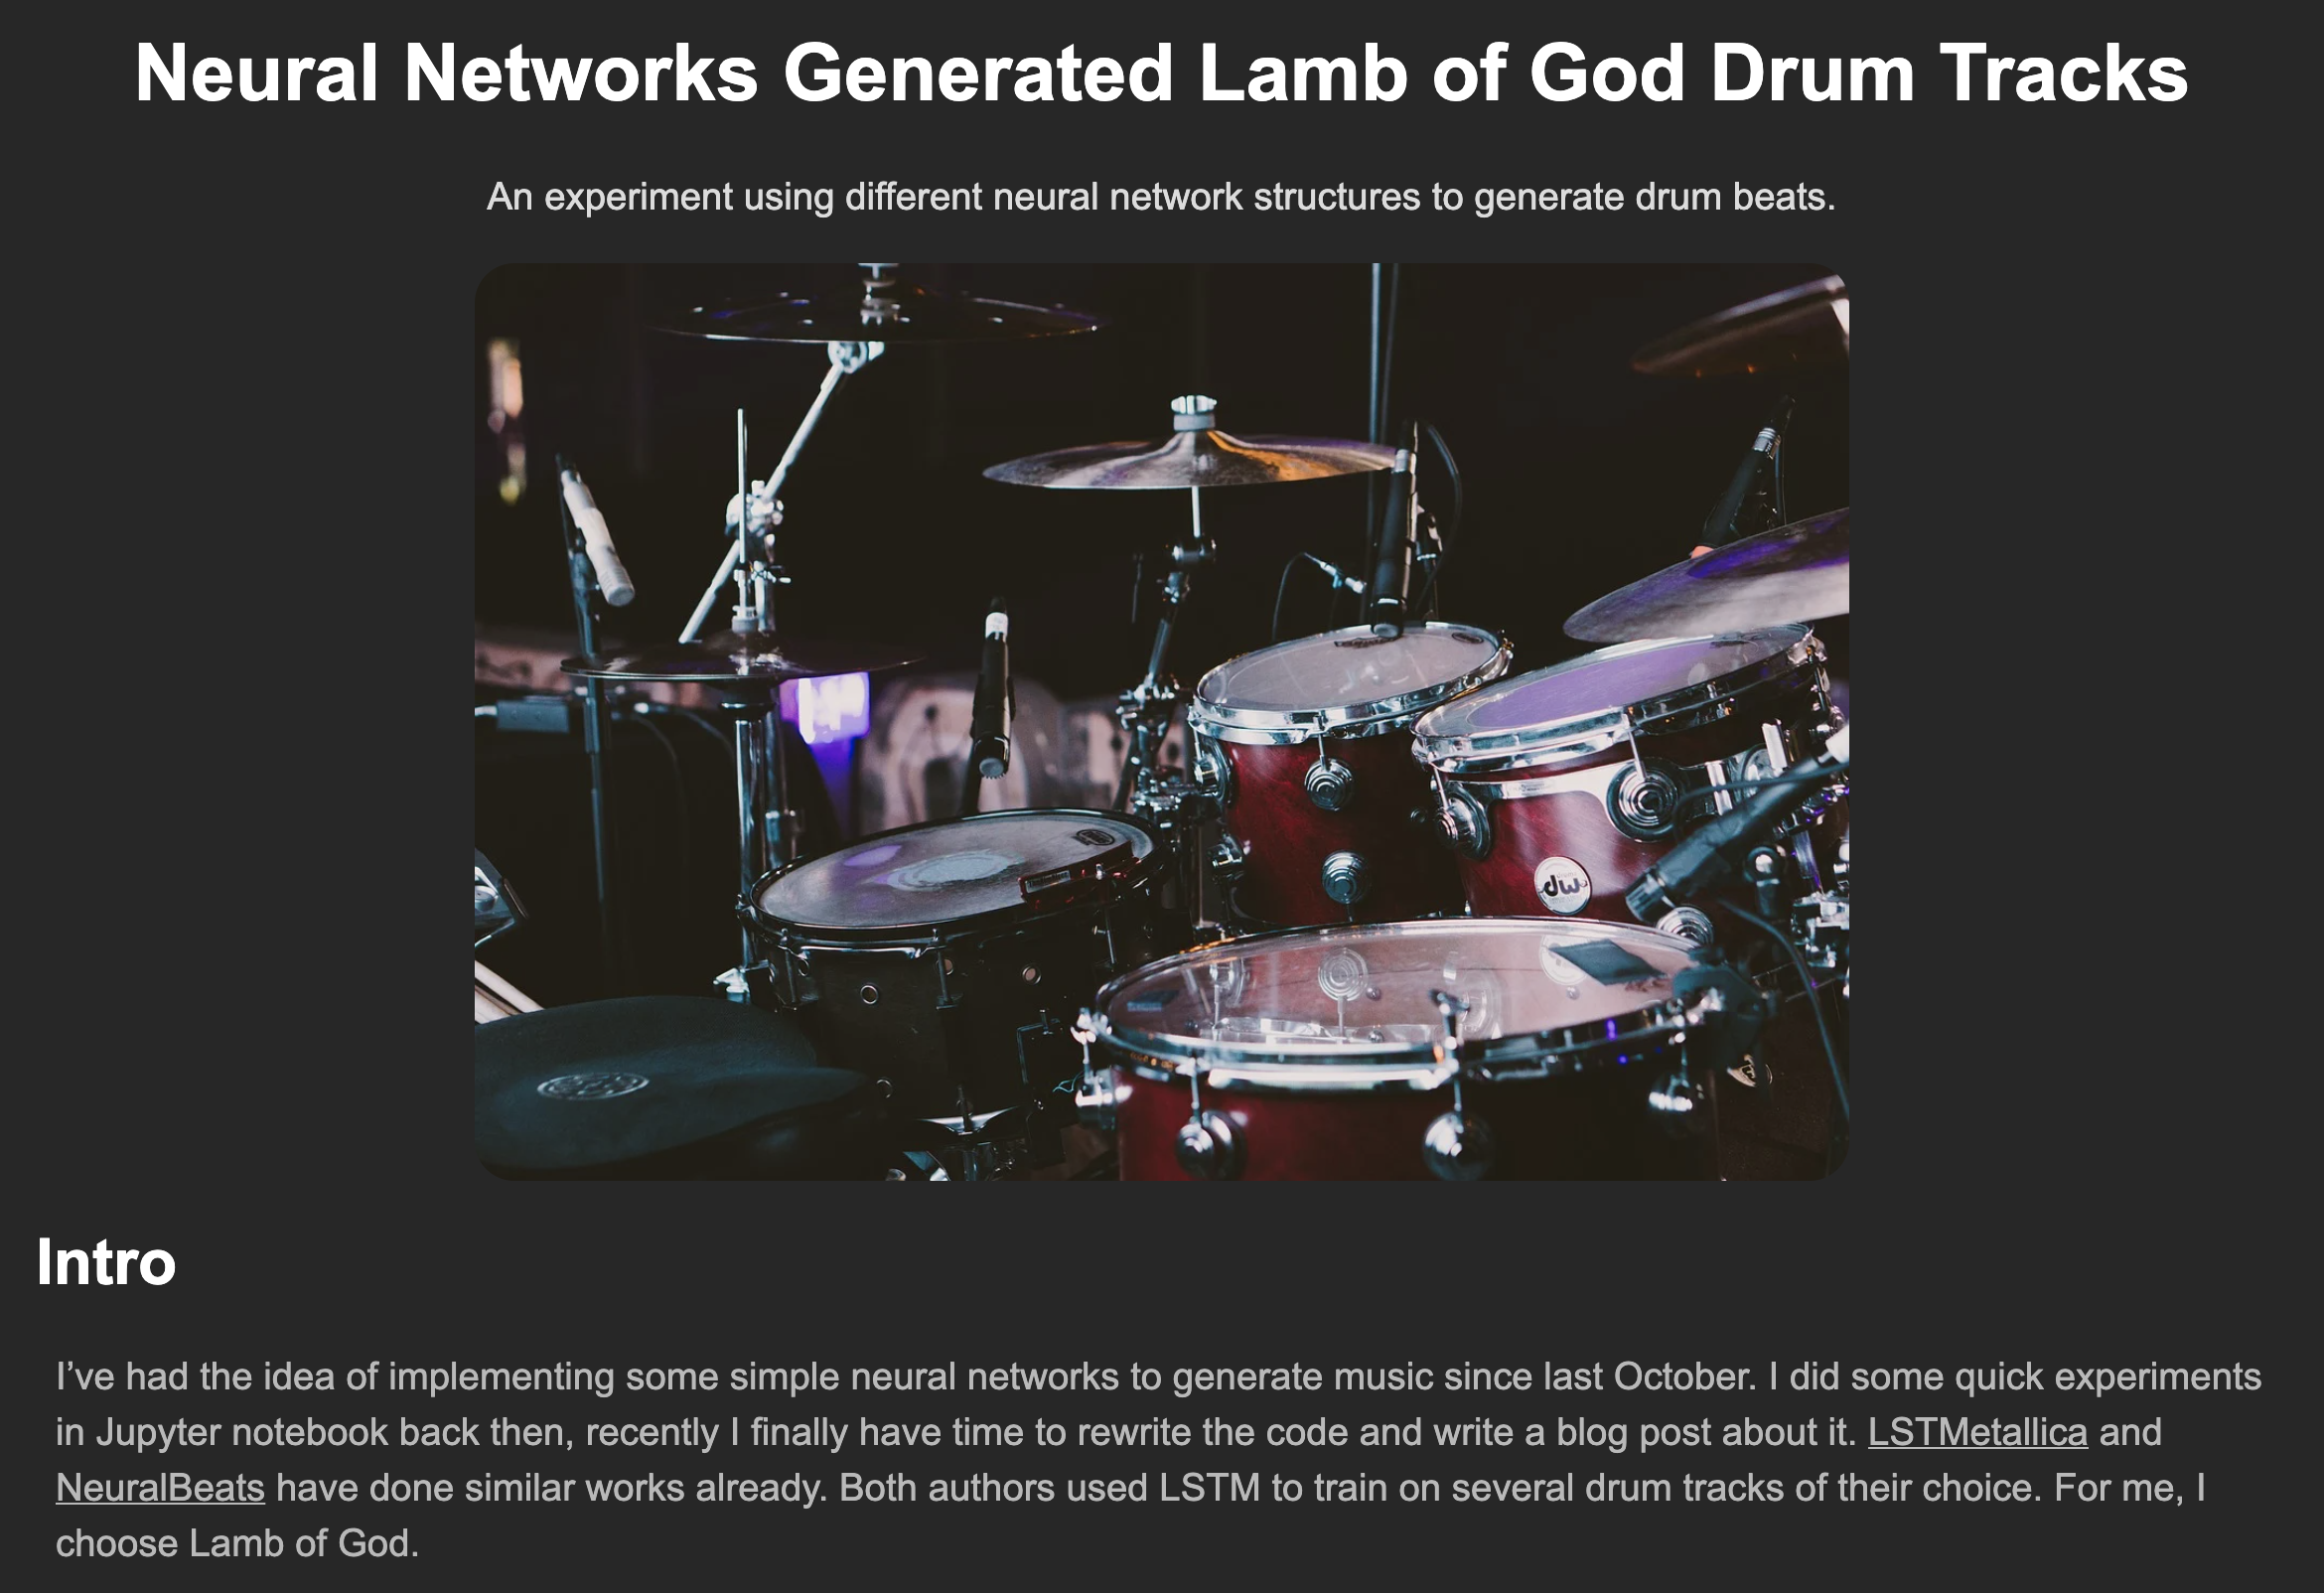 Neural Networks Generated Lamb of God Drum Tracks
An experiment using different neural network structures to generate drum beats.
dw
Intro
I’ve had the idea of implementing some simple neural networks to generate music since last October. I did some quick experiments
in Jupyter notebook back then, recently I finally have time to rewrite the code and write a blog post about it. LSTMetallica and
NeuralBeats have done similar works already. Both authors used LSTM to train on several drum tracks of their choice. For me, I
choose Lamb of God.